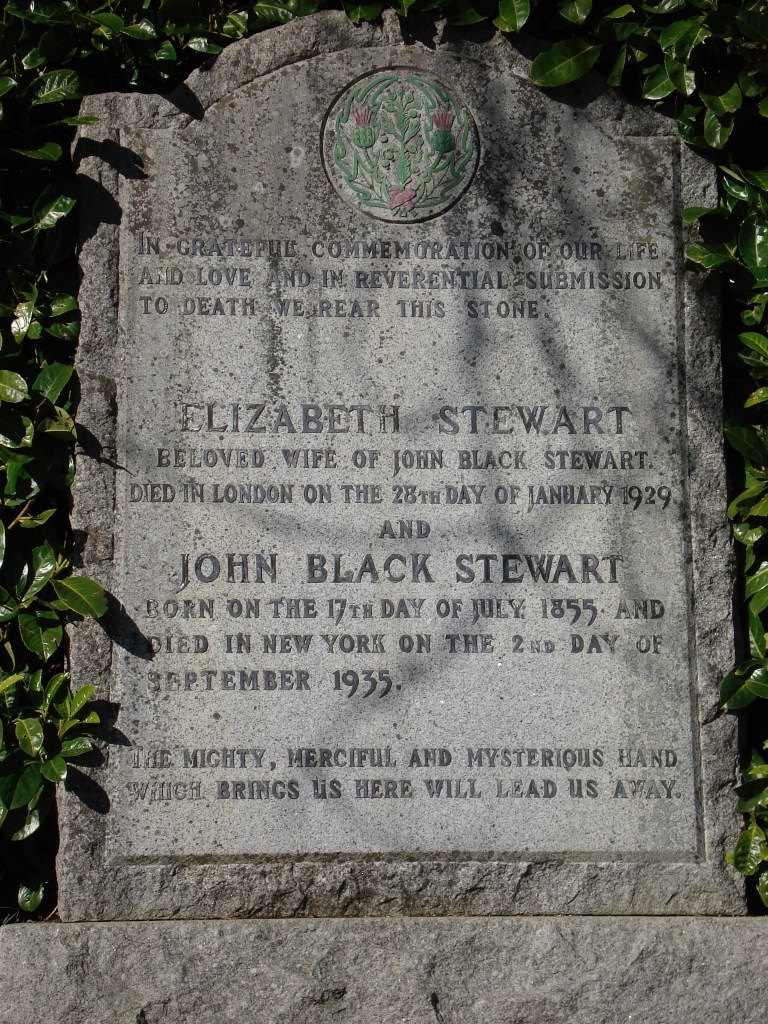 IN GRATEFUL COMMEMORATION OF OUR LIFE
AND LOVE AND IN REVERENTIAL SUBMISSION
TO DEATH WE REAR THIS STONE.
ELIZABETH STEWART
BELOVED WIFE OF JOHN BLACK STEWART.
DIED IN LONDON ON THE 28TH DAY OF JANUARY 1929.
AND
JOHN BLACK STEWART
BORN ON THE 17TH DAY OF JULY, 1855 AND
DIED IN NEW YORK ON THE 2ND DAY OF
SEPTEMBER 1935.
THE MIGHTY, MERCIFUL AND MYSTERIOUS HAND
WHICH BRINGS US HERE WILL LEAD US AWAY.